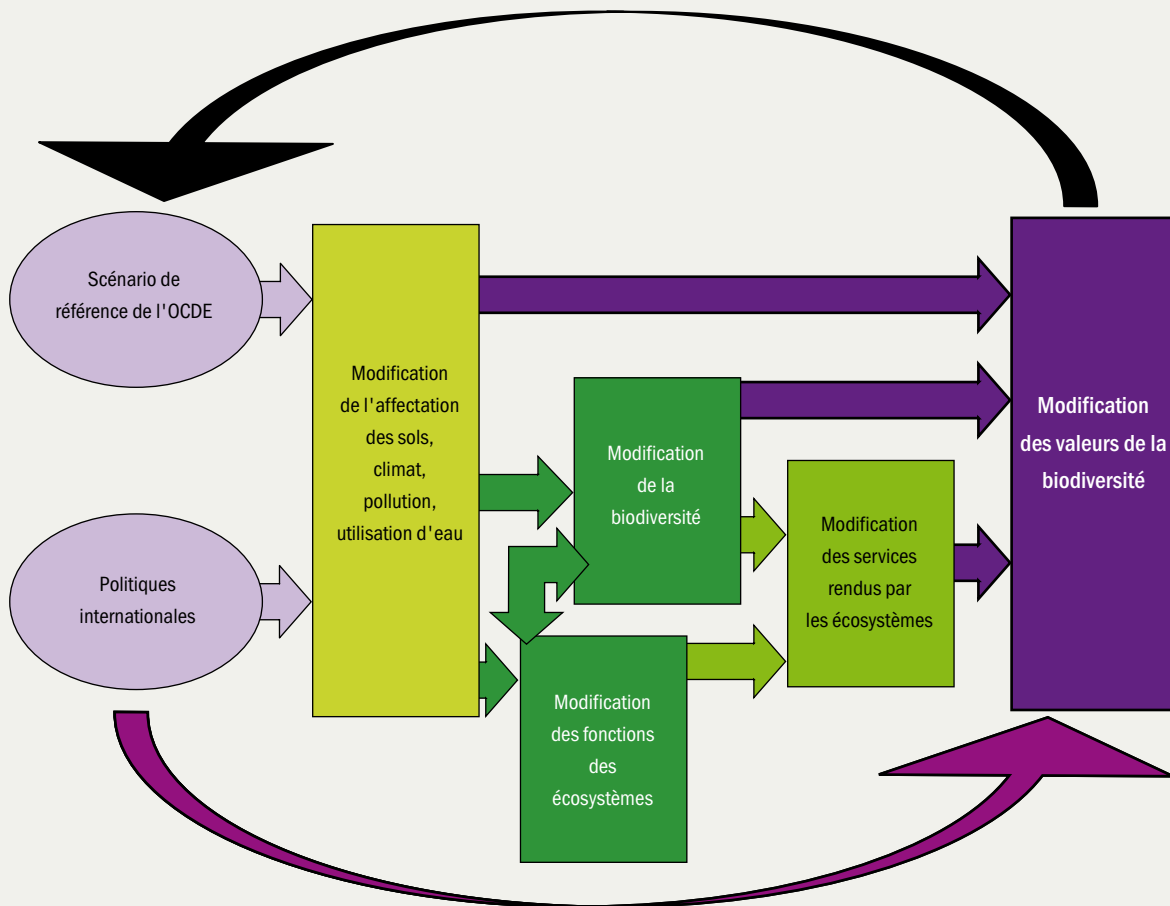 Scénario de
référence de l'OCDE
Politiques
internationales
Modification
de l'affectation
des sols,
climat,
pollution,
utilisation d'eau
Modification
de la
biodiversité
Modification
des fonctions
des
écosystèmes
Modification
des services
rendus par
les écosystèmes
Modification
des valeurs de la
biodiversité